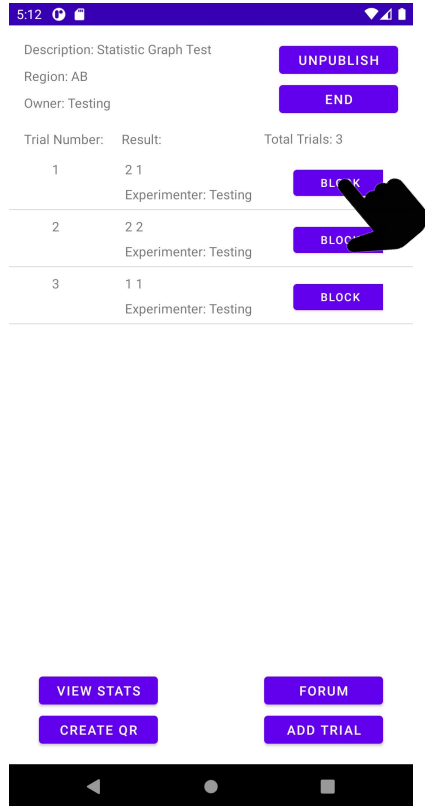 5:12
Description: Statistic Graph Test
UNPUBLISH
Region: AB
Owner: Testing
END
Trial Number: Result: Total Trials: 3
1 2 1
BLOCK
Experimenter: Testing
2 2 2
BLOCK
Experimenter: Testing
3 1 1
BLOCK
Experimenter: Testing
VIEW STATS FORUM
CREATE QR ADD TRIAL